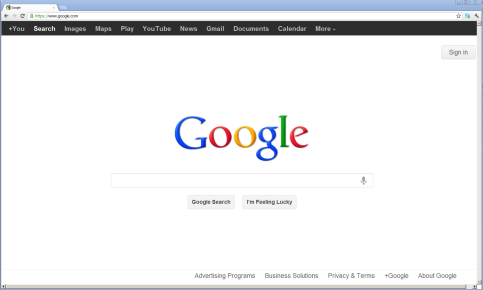 Google
https://www.google.com
+You Search Images Maps Play YouTube News Gmail Documents Calendar More
Sign in
Google
Google Search I'm Feeling Lucky
Advertising Programs Business Solutions Privacy & Terms +Google About Google